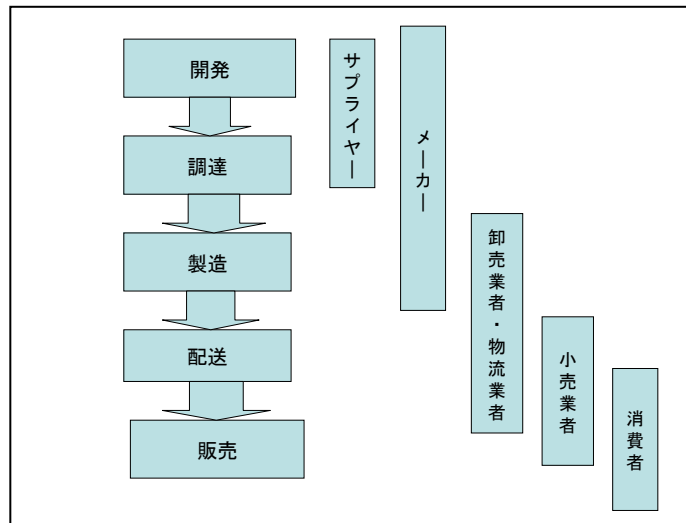 開発
調達
製造
配送
販売
サプライヤー
メーカー
卸売業者・物流業者
小売業者
消費者